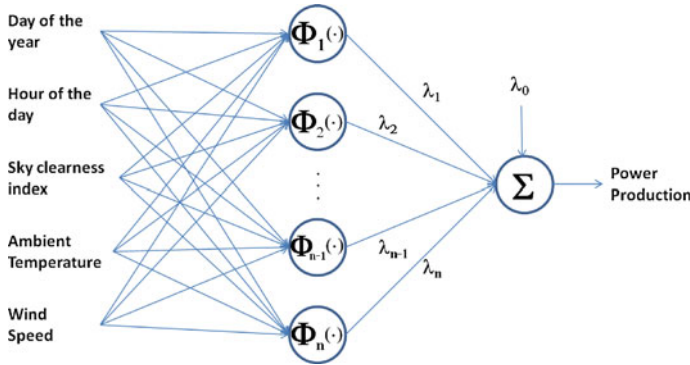 Day of the
year
Hour of the
day
Sky clearness
index
Ambient
Temperature
Wind
Speed
Φ₁(·)
Φ₂(·)
⋮
Φₙ₋₁(·)
Φₙ(·)
λ₁
λ₂
λₙ₋₁
λₙ
λ₀
Σ
Power
Production